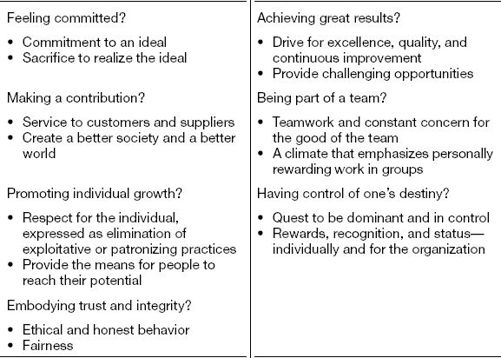 Feeling committed?
• Commitment to an ideal
• Sacrifice to realize the ideal
Making a contribution?
• Service to customers and suppliers
• Create a better society and a better
world
Promoting individual growth?
• Respect for the individual,
expressed as elimination of
exploitative or patronizing practices
• Provide the means for people to
reach their potential
Embodying trust and integrity?
• Ethical and honest behavior
• Fairness
Achieving great results?
• Drive for excellence, quality, and
continuous improvement
• Provide challenging opportunities
Being part of a team?
• Teamwork and constant concern for
the good of the team
• A climate that emphasizes personally
rewarding work in groups
Having control of one's destiny?
• Quest to be dominant and in control
• Rewards, recognition, and status—
individually and for the organization